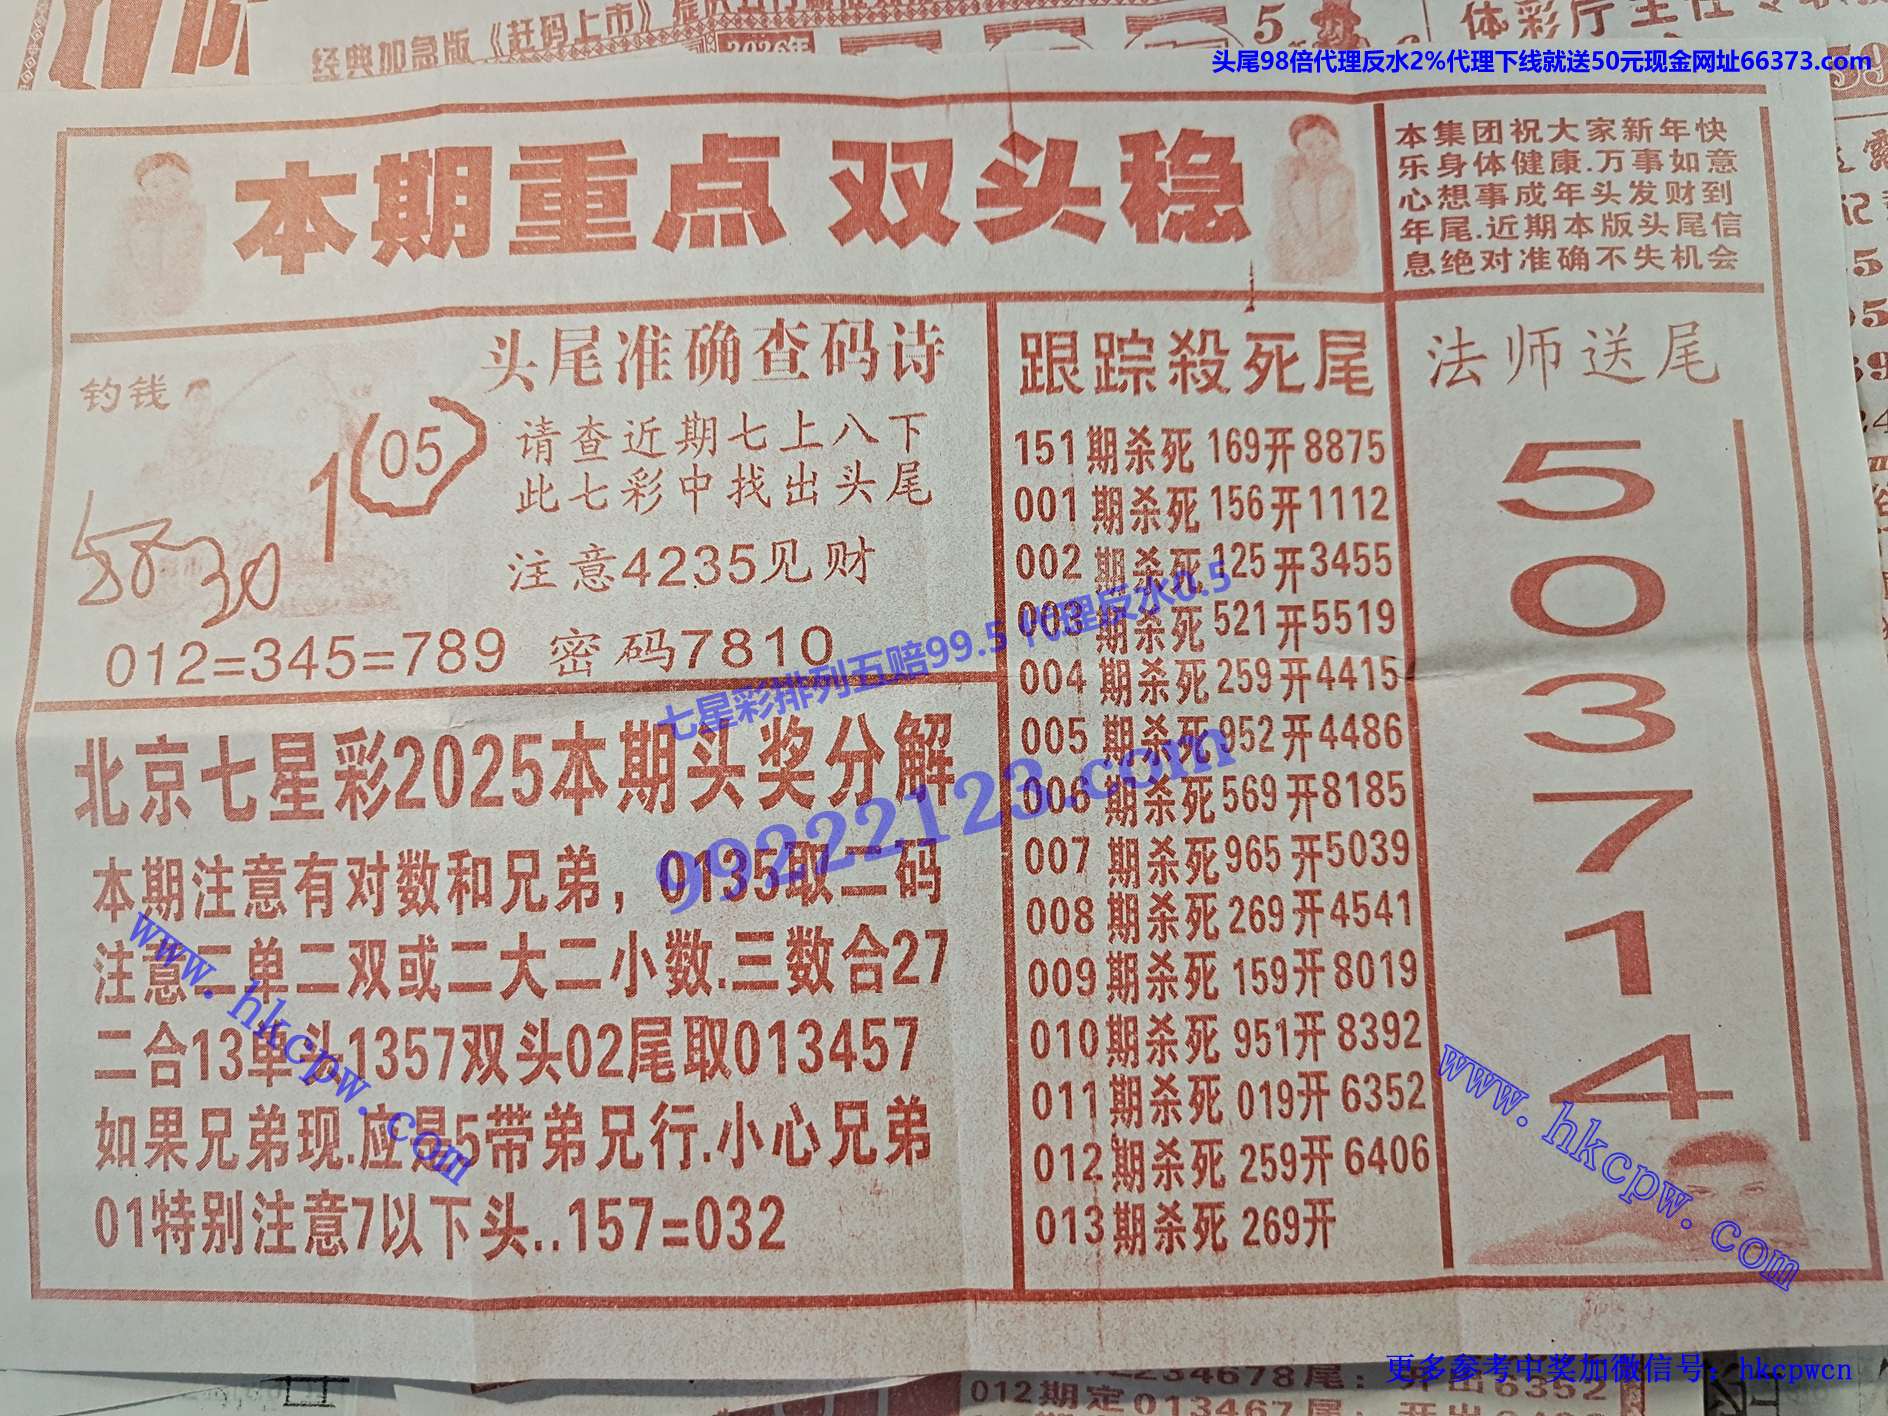 经典加急版《赶码上市》
2026年
5
头尾98倍代理反水2%代理下线就送50元现金网址66373.com
本期重点 双头稳
本集团祝大家新年快
乐身体健康.万事如意
心想事成年头发财到
年尾.近期本版头尾信
息绝对准确不失机会
钓钱
1
05
5830
头尾准确查码诗
请查近期七上八下
此七彩中找出头尾
注意4235见财
012=345=789 密码7810
北京七星彩2025本期头奖分解
本期注意有对数和兄弟，0135取二码
注意二单二双或二大二小数.三数合27
二合13单头1357双头02尾取013457
如果兄弟现.应是5带弟兄行.小心兄弟
01特别注意7以下头..157=032
跟踪殺死尾
151期杀死169开8875
001期杀死156开1112
002期杀死125开3455
003期杀死521开5519
004期杀死259开4415
005期杀死952开4486
006期杀死569开8185
007期杀死965开5039
008期杀死269开4541
009期杀死159开8019
010期杀死951开8392
011期杀死019开6352
012期杀死259开6406
013期杀死269开
法师送尾
5
0
3
7
1
4
七星彩排列五赔99.5 代理反水0.5
99222123.com
www.hkcpw.com
www.hkcpw.com
更多参考中奖加微信号：hkcpwcn
012期定013467尾：开出6406